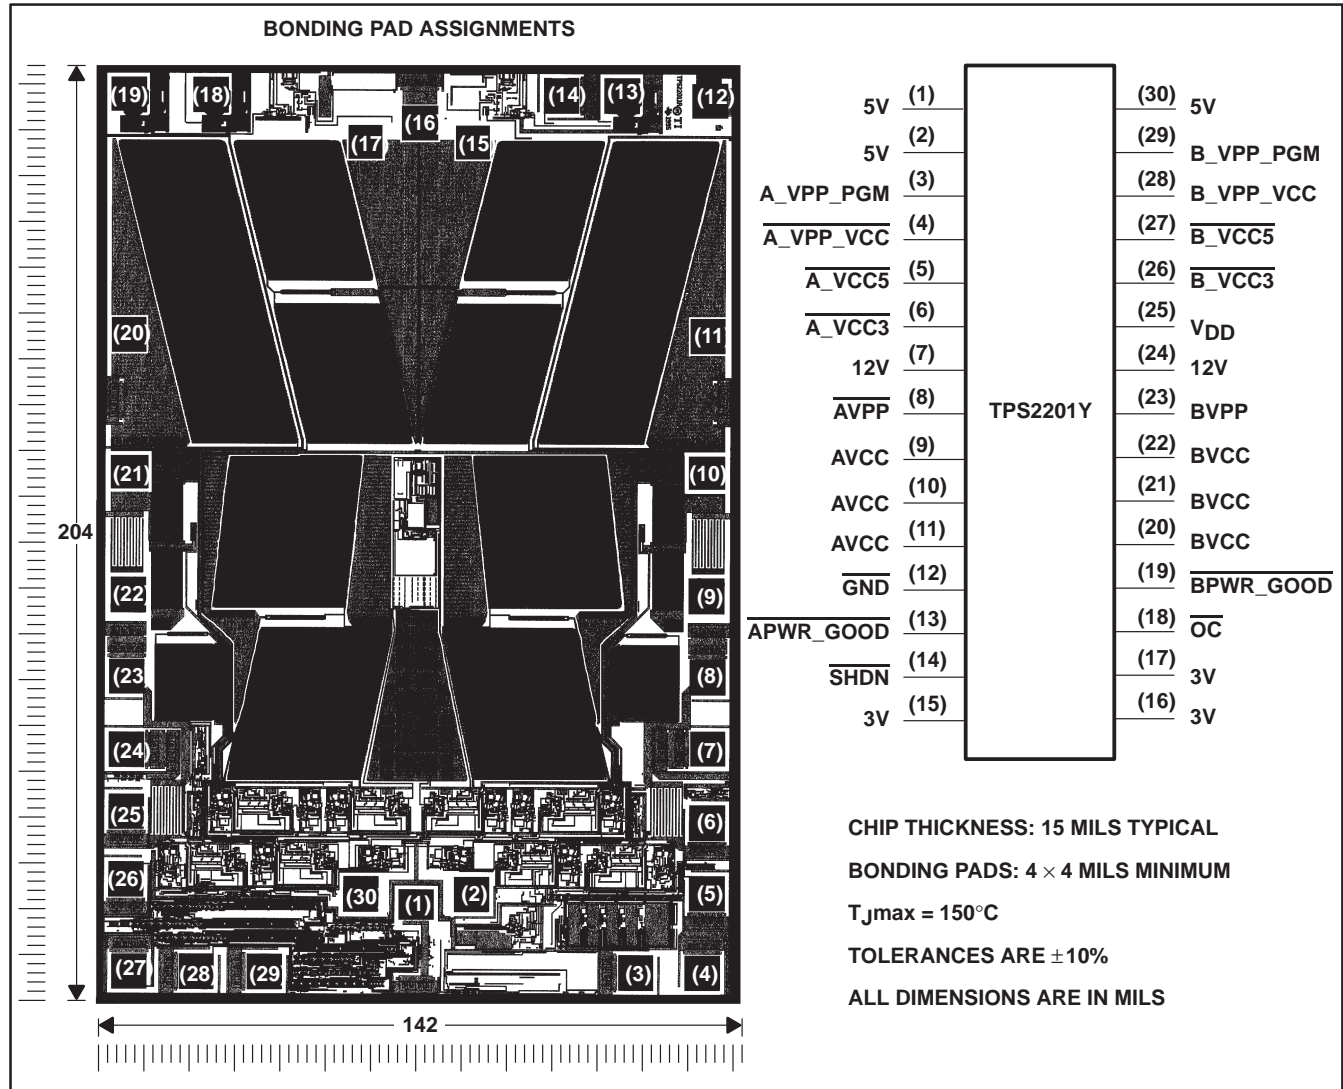 BONDING PAD ASSIGNMENTS
(19) (18) (14) (13) (12)
(17) (16) (15)
(20) (11)
(21) (10)
204
(22) (9)
(23) (8)
(24) (7)
(25) (6)
(26) (30) (1) (2) (5)
(27) (28) (29) (3) (4)
142
5V (1) (30) 5V
5V (2) (29) B_VPP_PGM
A_VPP_PGM (3) (28) B_VPP_VCC
A_VPP_VCC (4) (27) B_VCC5
A_VCC5 (5) (26) B_VCC3
A_VCC3 (6) (25) VDD
12V (7) (24) 12V
AVPP (8) TPS2201Y (23) BVPP
AVCC (9) (22) BVCC
AVCC (10) (21) BVCC
AVCC (11) (20) BVCC
GND (12) (19) BPWR_GOOD
APWR_GOOD (13) (18) OC
SHDN (14) (17) 3V
3V (15) (16) 3V
CHIP THICKNESS: 15 MILS TYPICAL
BONDING PADS: 4 × 4 MILS MINIMUM
TJmax = 150°C
TOLERANCES ARE ±10%
ALL DIMENSIONS ARE IN MILS